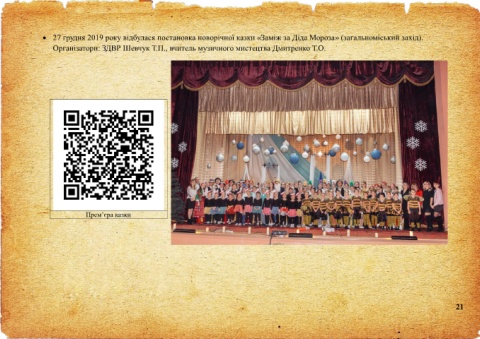 • 27 грудня 2019 року відбулася постановка новорічної казки «Заміж за Діда Мороза» (загальноміський захід).
Організатори: ЗДВР Шевчук Т.П., вчитель музичного мистецтва Дмитренко Т.О.
Прем’єра казки
21